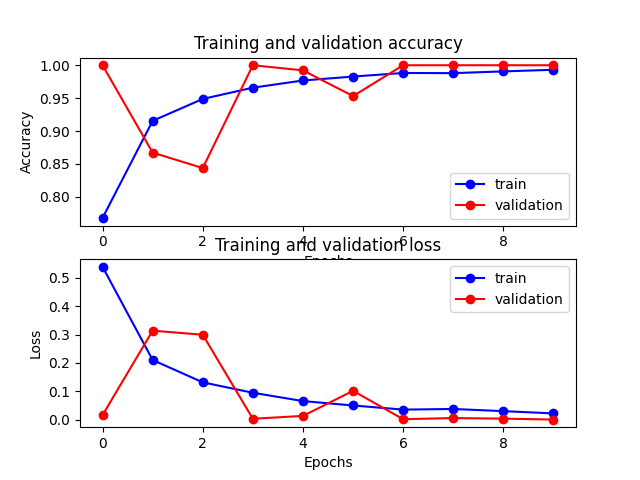 Training and validation accuracy
1.00
0.95
0.90
0.85
0.80
Accuracy
train
validation
0 2 4 6 8
Epochs
Training and validation loss
0.5
0.4
0.3
0.2
0.1
0.0
Loss
train
validation
0 2 4 6 8
Epochs